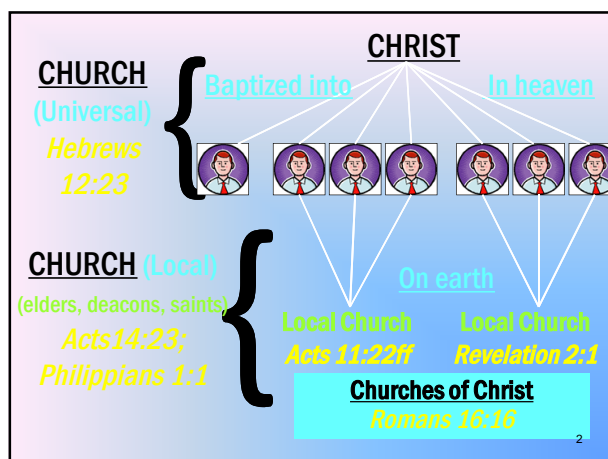 CHRIST
CHURCH
(Universal)
Hebrews
12:23
Baptized into
In heaven
CHURCH (Local)
(elders, deacons, saints)
Acts14:23;
Philippians 1:1
On earth
Local Church
Acts 11:22ff
Local Church
Revelation 2:1
Churches of Christ
Romans 16:16
2